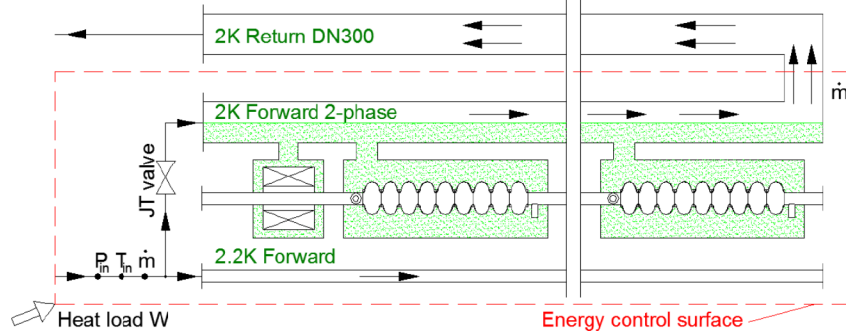 2K Return DN300
2K Forward 2-phase
ṁ
JT valve
Pin Tin ṁ
2.2K Forward
Heat load W
Energy control surface